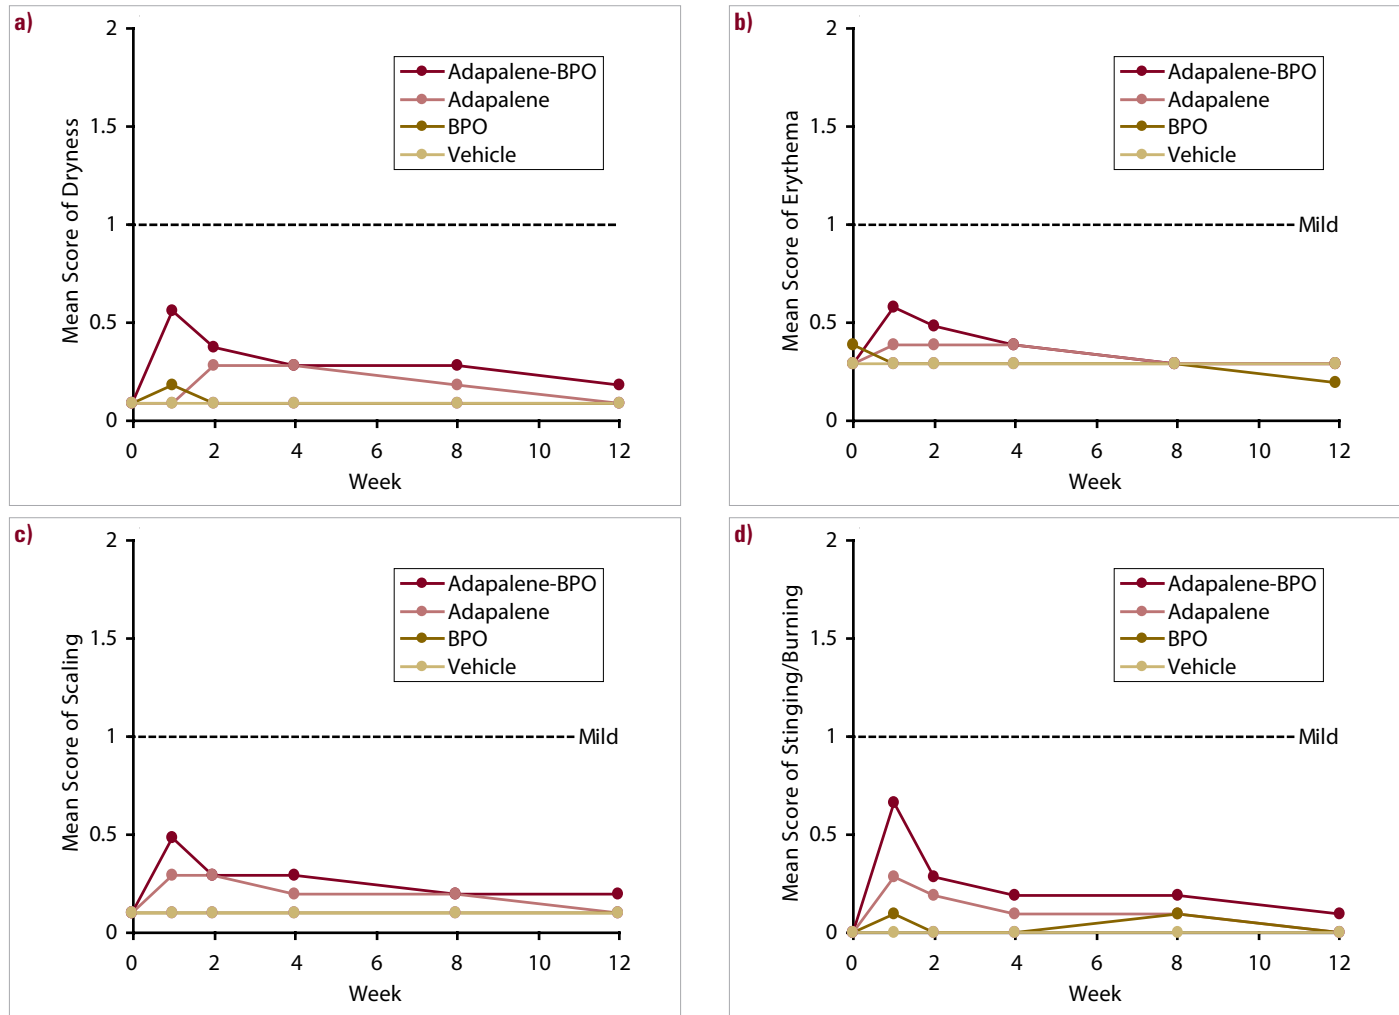 a)
2
1.5
1
0.5
0
Mean Score of Dryness
Adapalene-BPO
Adapalene
BPO
Vehicle
0 2 4 6 8 10 12
Week
b)
2
1.5
1
0.5
0
Mean Score of Erythema
Adapalene-BPO
Adapalene
BPO
Vehicle
Mild
0 2 4 6 8 10 12
Week
c)
2
1.5
1
0.5
0
Mean Score of Scaling
Adapalene-BPO
Adapalene
BPO
Vehicle
Mild
0 2 4 6 8 10 12
Week
d)
2
1.5
1
0.5
0
Mean Score of Stinging/Burning
Adapalene-BPO
Adapalene
BPO
Vehicle
Mild
0 2 4 6 8 10 12
Week